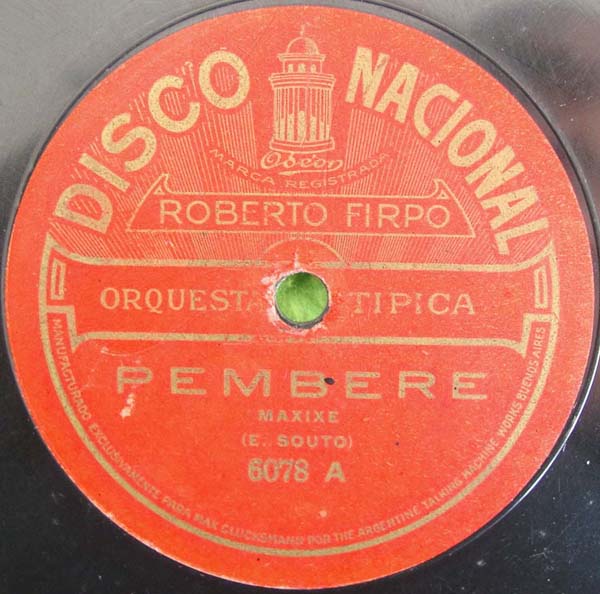 DISCO NACIONAL
Odeon
MARCA REGISTRADA
ROBERTO FIRPO
ORQUESTA TIPICA
PEMBERE
MAXIXE
(E. SOUTO)
6078 A
MANUFACTURADO EXCLUSIVAMENTE PARA MAX GLUCKSMANN POR THE ARGENTINE TALKING MACHINE WORKS BUENOS AIRES